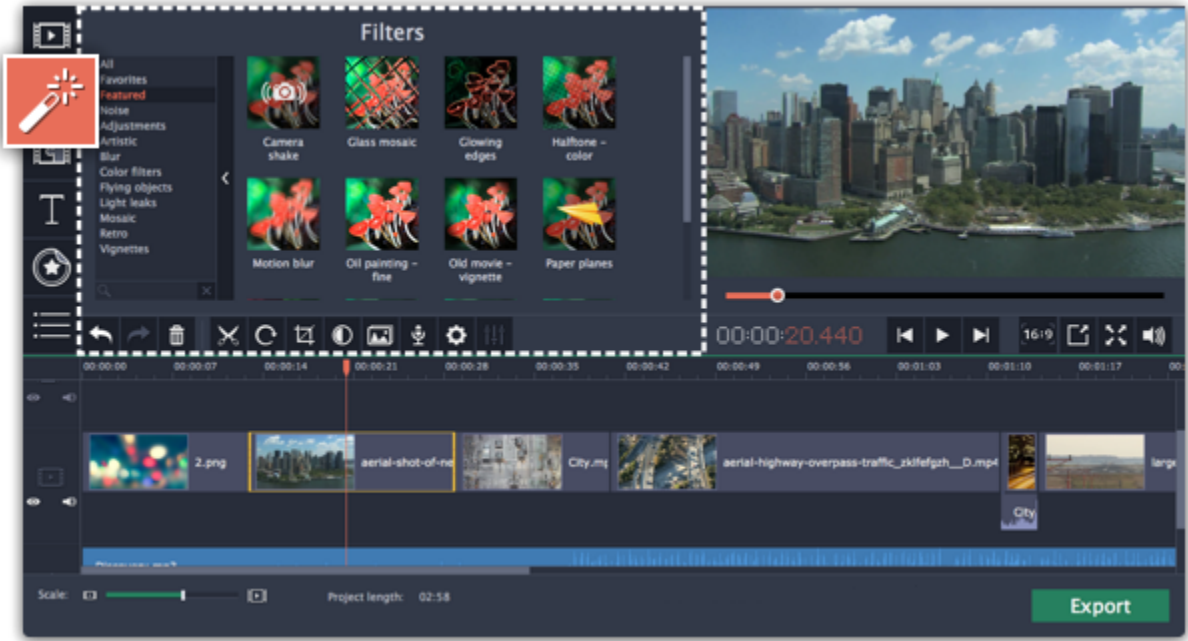 Filters
All
Favorites
Featured
Noise
Adjustments
Artistic
Blur
Color filters
Flying objects
Light leaks
Mosaic
Retro
Vignettes
Camera
shake
Glass mosaic
Glowing
edges
Halftone –
color
Motion blur
Oil painting –
fine
Old movie –
vignette
Paper planes
T
00:00:20.440
16:9
00:00:00 00:00:07 00:00:14 00:00:21 00:00:28 00:00:35 00:00:42 00:00:49 00:00:56 00:01:03 00:01:10 00:01:17 00:
2.png
aerial-shot-of-ne
City.mp
aerial-highway-overpass-traffic_zklfefgzh__D.mp4
large
City
Discovery.mp3
Scale:
Project length: 02:58
Export